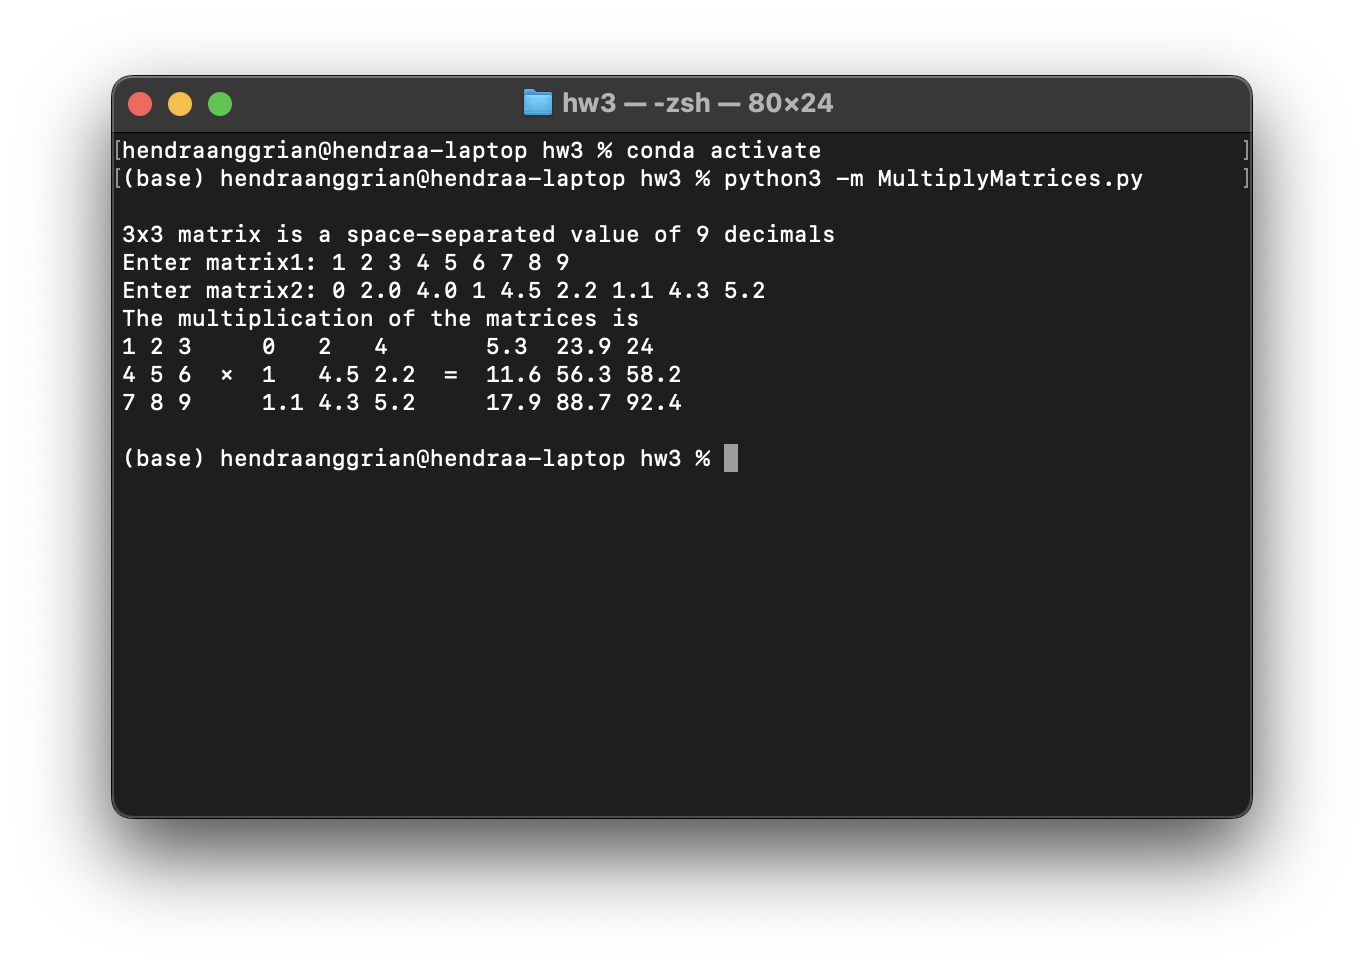 hw3 — -zsh — 80×24
[hendraanggrian@hendraa-laptop hw3 % conda activate ]
[(base) hendraanggrian@hendraa-laptop hw3 % python3 -m MultiplyMatrices.py ]
3x3 matrix is a space-separated value of 9 decimals
Enter matrix1: 1 2 3 4 5 6 7 8 9
Enter matrix2: 0 2.0 4.0 1 4.5 2.2 1.1 4.3 5.2
The multiplication of the matrices is
1 2 3     0   2   4       5.3  23.9 24
4 5 6  ×  1   4.5 2.2  =  11.6 56.3 58.2
7 8 9     1.1 4.3 5.2     17.9 88.7 92.4
(base) hendraanggrian@hendraa-laptop hw3 %